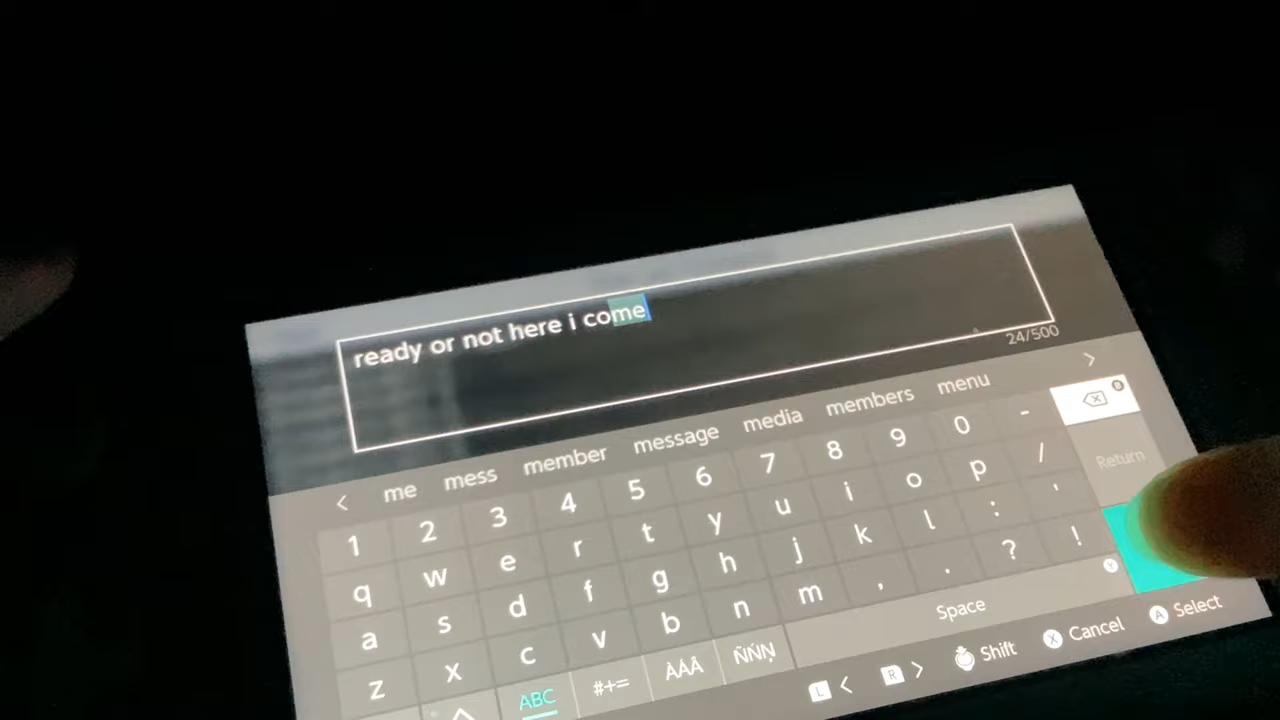 ready or not here i come
24/500
< me mess member message media members menu >
1 2 3 4 5 6 7 8 9 0 -
q w e r t y u i o p / Return
a s d f g h j k l : '
z x c v b n m , . ? !
ABC #+= ÀÁÂ ÑŃŅ Space Y
L < R > Shift X Cancel A Select